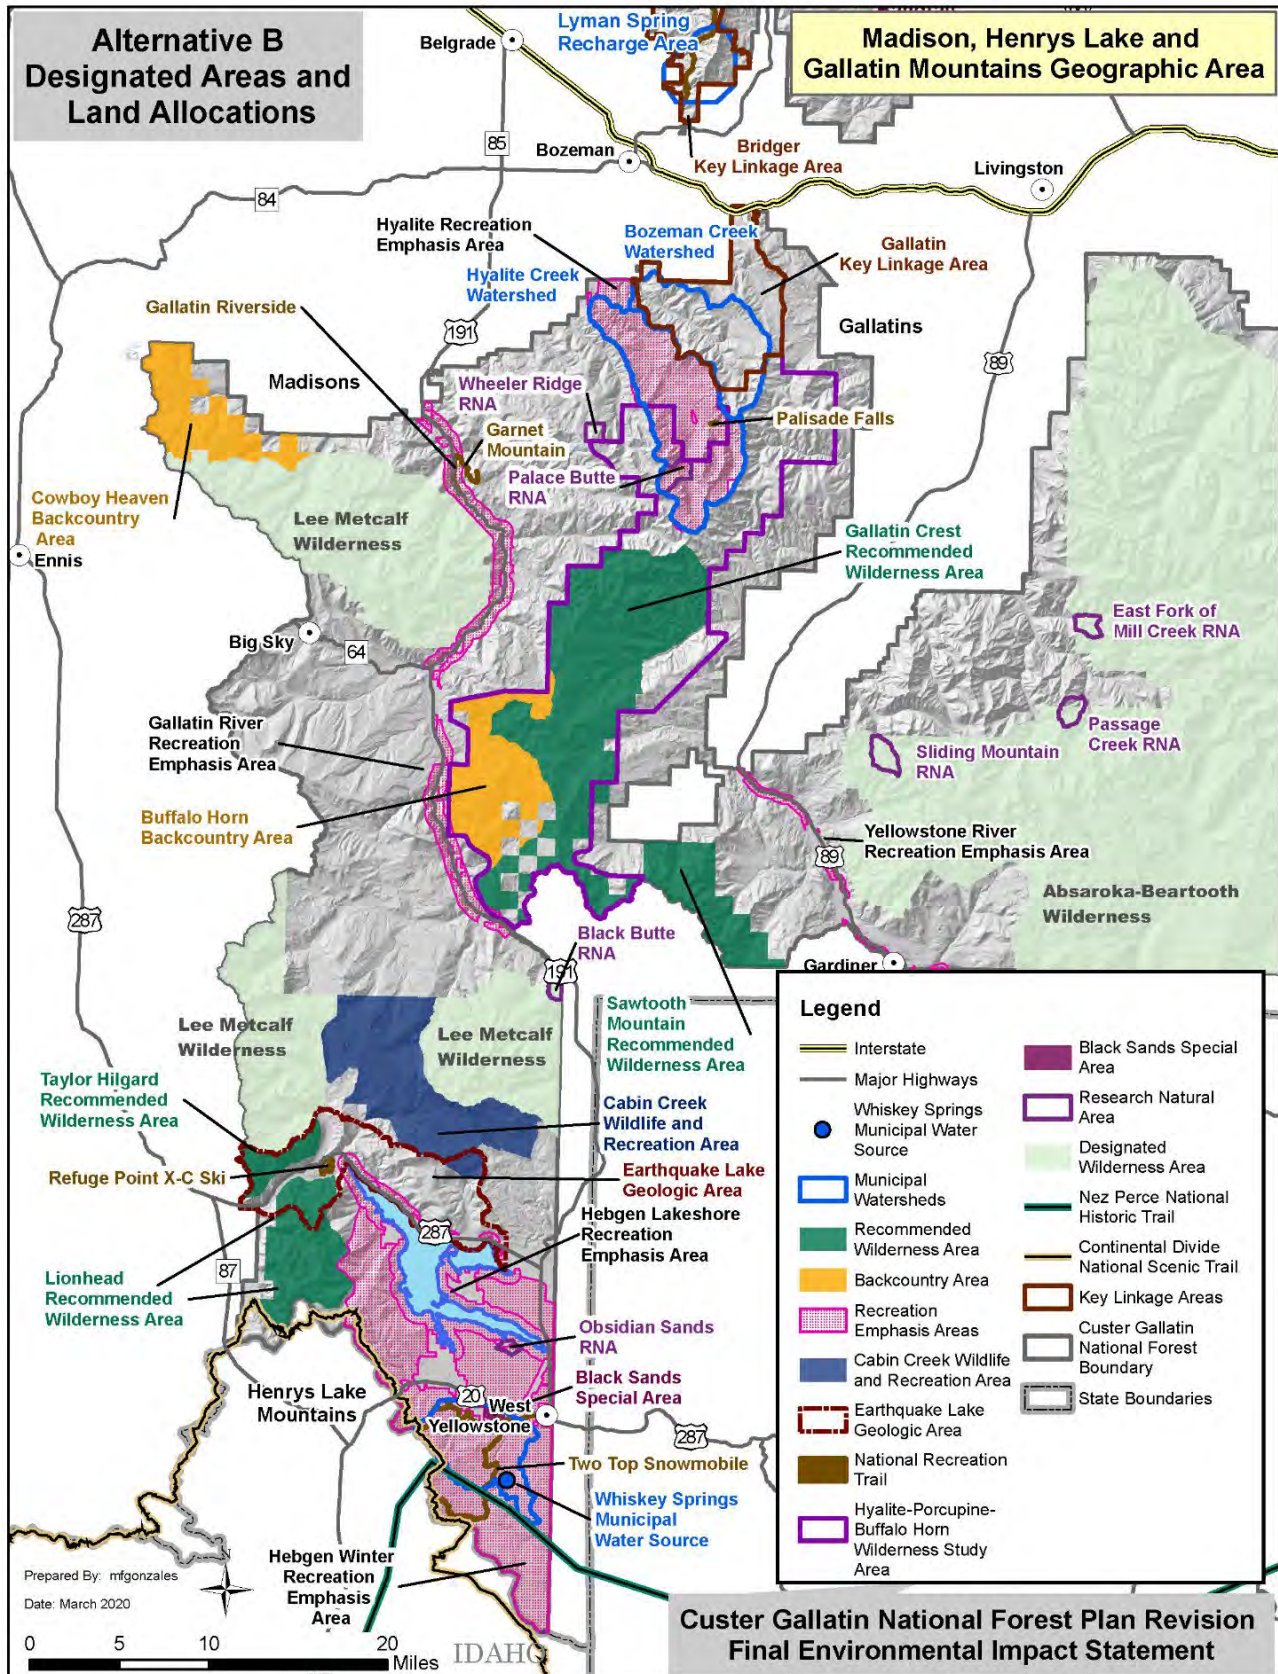 Alternative B
Designated Areas and
Land Allocations
Madison, Henrys Lake and
Gallatin Mountains Geographic Area
Lyman Spring
Recharge Area
Belgrade
85
Bozeman
Bridger
Key Linkage Area
Livingston
84
Hyalite Recreation
Emphasis Area
Bozeman Creek
Watershed
Gallatin
Key Linkage Area
Hyalite Creek
Watershed
Gallatin Riverside
191
Gallatins
89
Madisons
Wheeler Ridge
RNA
Garnet
Mountain
Palisade Falls
Palace Butte
RNA
Cowboy Heaven
Backcountry
Area
Lee Metcalf
Wilderness
Gallatin Crest
Recommended
Wilderness Area
Ennis
East Fork of
Mill Creek RNA
Big Sky
64
Gallatin River
Recreation
Emphasis Area
Passage
Creek RNA
Sliding Mountain
RNA
Buffalo Horn
Backcountry Area
Yellowstone River
Recreation Emphasis Area
89
Absaroka-Beartooth
Wilderness
287
Black Butte
RNA
191
Gardiner
Lee Metcalf
Wilderness
Lee Metcalf
Wilderness
Sawtooth
Mountain
Recommended
Wilderness Area
Taylor Hilgard
Recommended
Wilderness Area
Cabin Creek
Wildlife and
Recreation Area
Refuge Point X-C Ski
Earthquake Lake
Geologic Area
Hebgen Lakeshore
Recreation
Emphasis Area
287
87
Lionhead
Recommended
Wilderness Area
Obsidian Sands
RNA
Henrys Lake
Mountains
20
Black Sands
Special Area
West
Yellowstone
287
Two Top Snowmobile
Whiskey Springs
Municipal
Water Source
Hebgen Winter
Recreation
Emphasis
Area
IDAHO
Legend
Interstate
Major Highways
Whiskey Springs
Municipal Water
Source
Municipal
Watersheds
Recommended
Wilderness Area
Backcountry Area
Recreation
Emphasis Areas
Cabin Creek Wildlife
and Recreation Area
Earthquake Lake
Geologic Area
National Recreation
Trail
Hyalite-Porcupine-
Buffalo Horn
Wilderness Study
Area
Black Sands Special
Area
Research Natural
Area
Designated
Wilderness Area
Nez Perce National
Historic Trail
Continental Divide
National Scenic Trail
Key Linkage Areas
Custer Gallatin
National Forest
Boundary
State Boundaries
Prepared By: mfgonzales
Date: March 2020
N
0 5 10 20
Miles
Custer Gallatin National Forest Plan Revision
Final Environmental Impact Statement